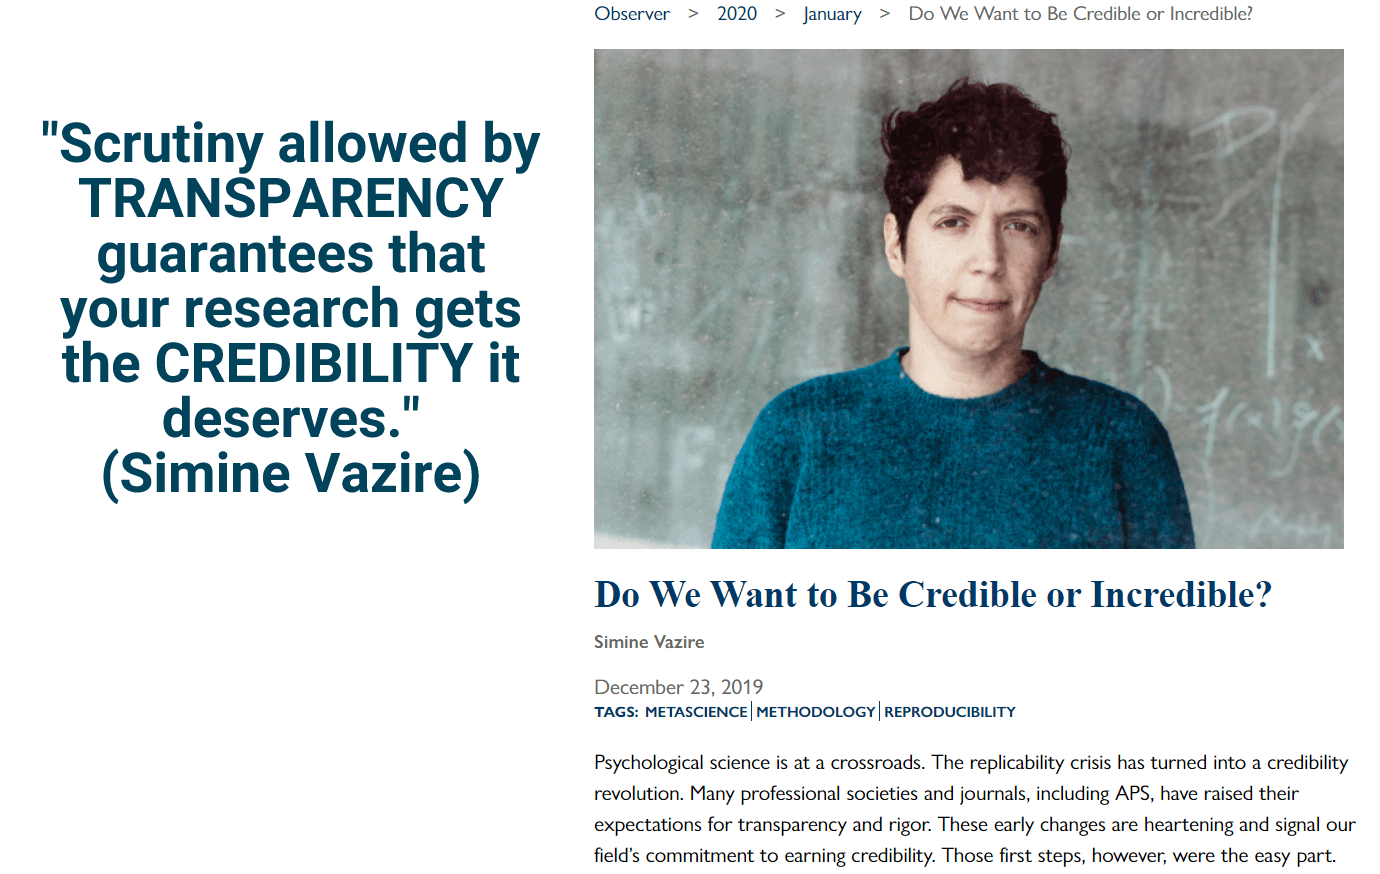 "Scrutiny allowed by
TRANSPARENCY
guarantees that
your research gets
the CREDIBILITY it
deserves."
(Simine Vazire)
Observer > 2020 > January > Do We Want to Be Credible or Incredible?
Do We Want to Be Credible or Incredible?
Simine Vazire
December 23, 2019
TAGS: METASCIENCE | METHODOLOGY | REPRODUCIBILITY
Psychological science is at a crossroads. The replicability crisis has turned into a credibility
revolution. Many professional societies and journals, including APS, have raised their
expectations for transparency and rigor. These early changes are heartening and signal our
field’s commitment to earning credibility. Those first steps, however, were the easy part.